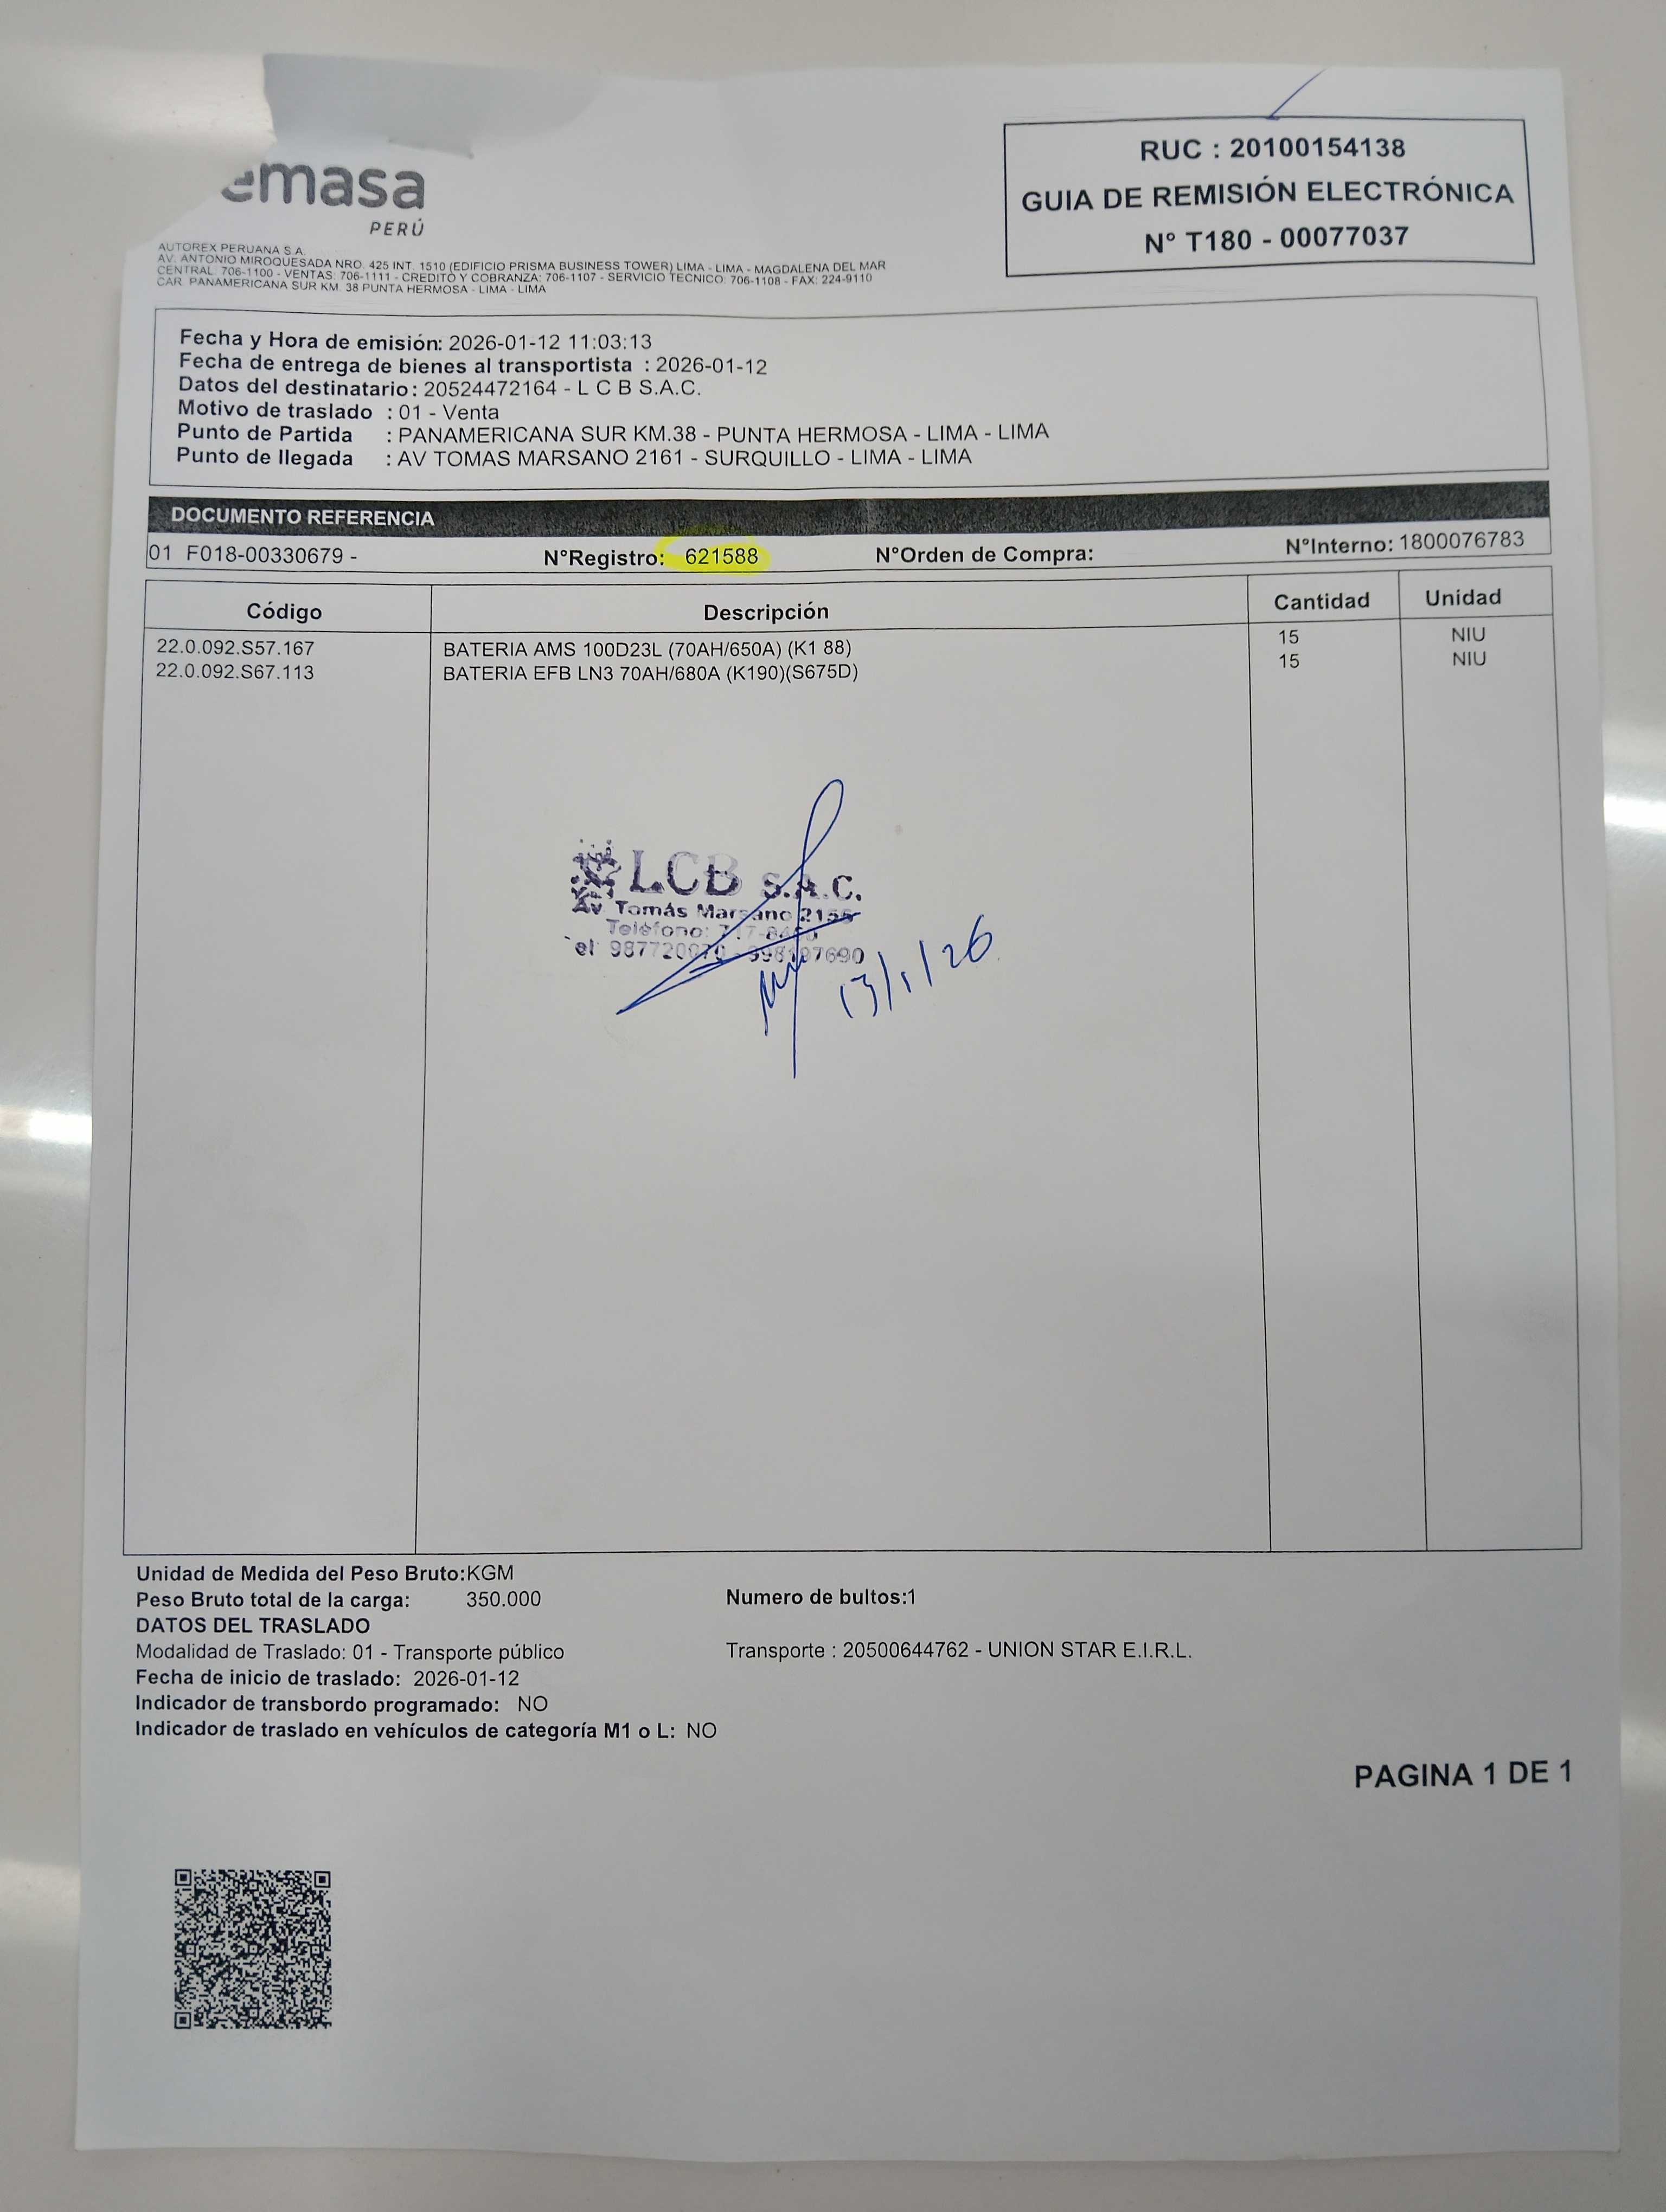 emasa
PERÚ
AUTOREX PERUANA S.A.
AV. ANTONIO MIROQUESADA NRO. 425 INT. 1510 (EDIFICIO PRISMA BUSINESS TOWER) LIMA - LIMA - MAGDALENA DEL MAR
CENTRAL: 706-1100 - VENTAS: 706-1111 - CREDITO Y COBRANZA: 706-1107 - SERVICIO TECNICO: 706-1108 - FAX: 224-9110
CAR. PANAMERICANA SUR KM. 38 PUNTA HERMOSA - LIMA - LIMA
RUC : 20100154138
GUIA DE REMISIÓN ELECTRÓNICA
N° T180 - 00077037
Fecha y Hora de emisión: 2026-01-12 11:03:13
Fecha de entrega de bienes al transportista : 2026-01-12
Datos del destinatario: 20524472164 - L C B S.A.C.
Motivo de traslado : 01 - Venta
Punto de Partida : PANAMERICANA SUR KM.38 - PUNTA HERMOSA - LIMA - LIMA
Punto de llegada : AV TOMAS MARSANO 2161 - SURQUILLO - LIMA - LIMA
DOCUMENTO REFERENCIA
01 F018-00330679 - N°Registro: 621588 N°Orden de Compra: N°Interno: 1800076783
Código Descripción Cantidad Unidad
22.0.092.S57.167 BATERIA AMS 100D23L (70AH/650A) (K1 88) 15 NIU
22.0.092.S67.113 BATERIA EFB LN3 70AH/680A (K190)(S675D) 15 NIU
LCB S.A.C.
Av. Tomás Marsano 2155
Teléfono:
13/1/26
Unidad de Medida del Peso Bruto:KGM
Peso Bruto total de la carga: 350.000 Numero de bultos:1
DATOS DEL TRASLADO
Modalidad de Traslado: 01 - Transporte público Transporte : 20500644762 - UNION STAR E.I.R.L.
Fecha de inicio de traslado: 2026-01-12
Indicador de transbordo programado: NO
Indicador de traslado en vehículos de categoría M1 o L: NO
PAGINA 1 DE 1